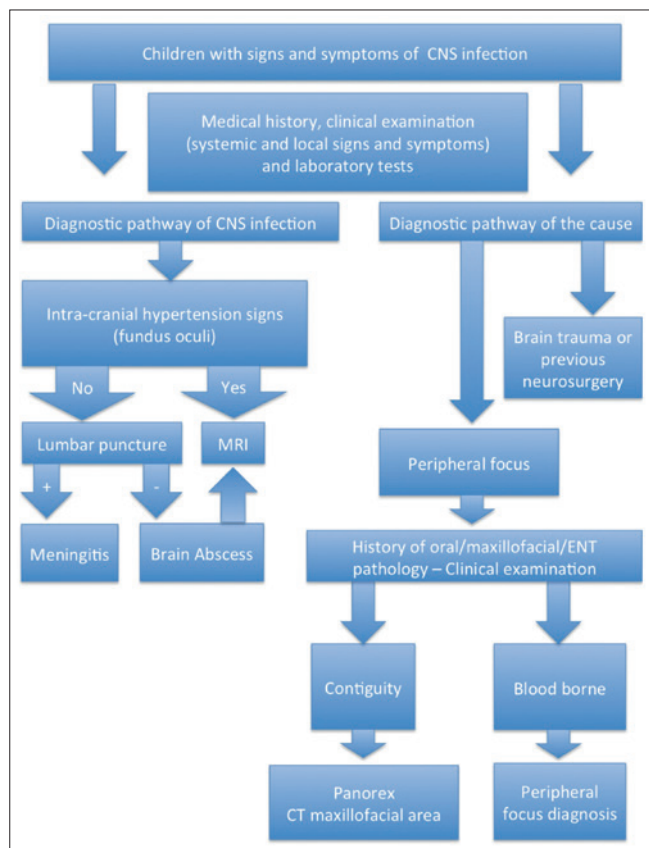 Children with signs and symptoms of CNS infection
Medical history, clinical examination
(systemic and local signs and symptoms)
and laboratory tests
Diagnostic pathway of CNS infection
Diagnostic pathway of the cause
Intra-cranial hypertension signs
(fundus oculi)
Brain trauma or
previous
neurosurgery
No
Yes
Lumbar puncture
MRI
Peripheral focus
+
-
Meningitis
Brain Abscess
History of oral/maxillofacial/ENT
pathology – Clinical examination
Contiguity
Blood borne
Panorex
CT maxillofacial area
Peripheral
focus diagnosis